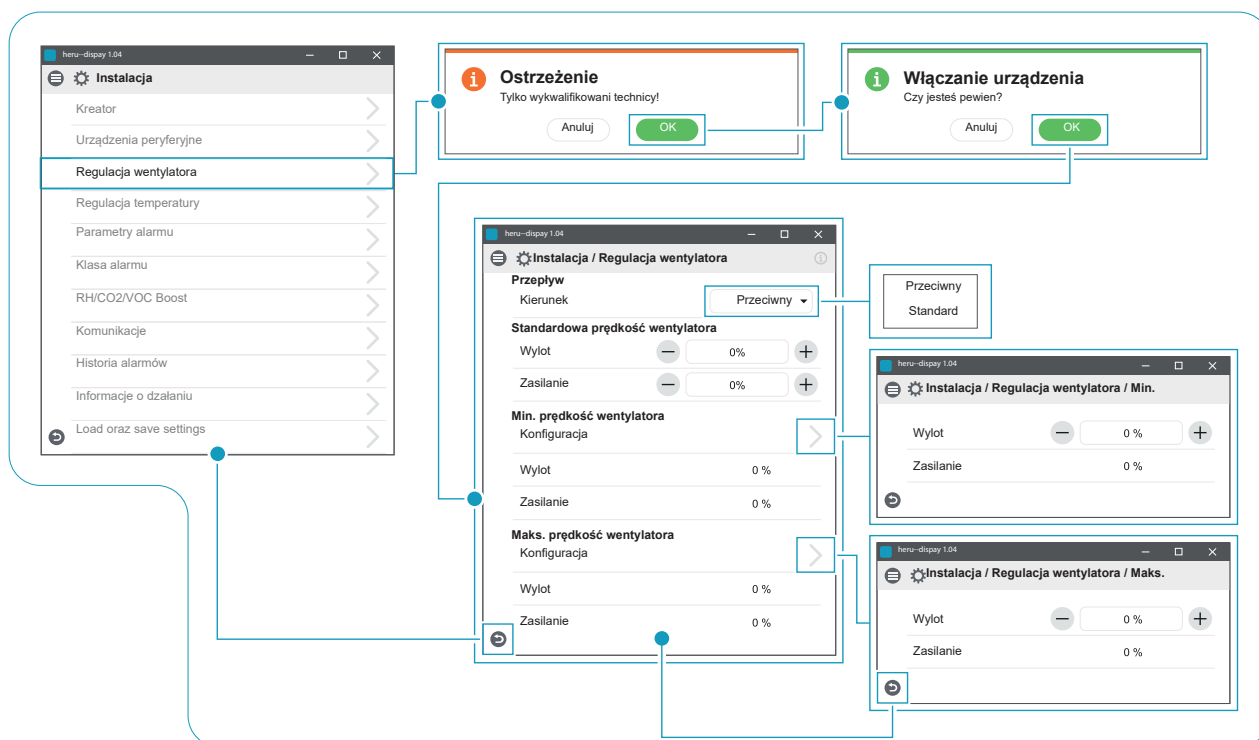 heru--dispay 1.04
Instalacja
Kreator
Urządzenia peryferyjne
Regulacja wentylatora
Regulacja temperatury
Parametry alarmu
Klasa alarmu
RH/CO2/VOC Boost
Komunikacje
Historia alarmów
Informacje o dzałaniu
Load oraz save settings
Ostrzeżenie
Tylko wykwalifikowani technicy!
Anuluj OK
Włączanie urządzenia
Czy jesteś pewien?
Anuluj OK
heru--dispay 1.04
Instalacja / Regulacja wentylatora
Przepływ
Kierunek Przeciwny
Standardowa prędkość wentylatora
Wylot 0%
Zasilanie 0%
Min. prędkość wentylatora
Konfiguracja
Wylot 0 %
Zasilanie 0 %
Maks. prędkość wentylatora
Konfiguracja
Wylot 0 %
Zasilanie 0 %
Przeciwny
Standard
heru--dispay 1.04
Instalacja / Regulacja wentylatora / Min.
Wylot 0 %
Zasilanie 0 %
heru--dispay 1.04
Instalacja / Regulacja wentylatora / Maks.
Wylot 0 %
Zasilanie 0 %